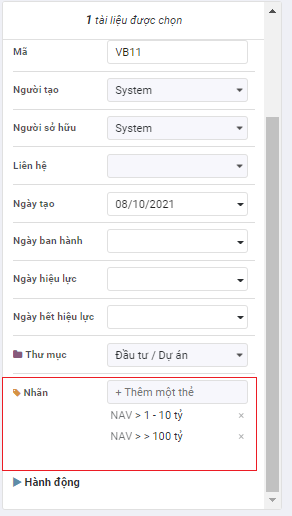 1 tài liệu được chọn
Mã VB11
Người tạo System
Người sở hữu System
Liên hệ
Ngày tạo 08/10/2021
Ngày ban hành
Ngày hiệu lực
Ngày hết hiệu lực
Thư mục Đầu tư / Dự án
Nhãn + Thêm một thẻ
NAV > 1 - 10 tỷ ×
NAV > > 100 tỷ ×
Hành động